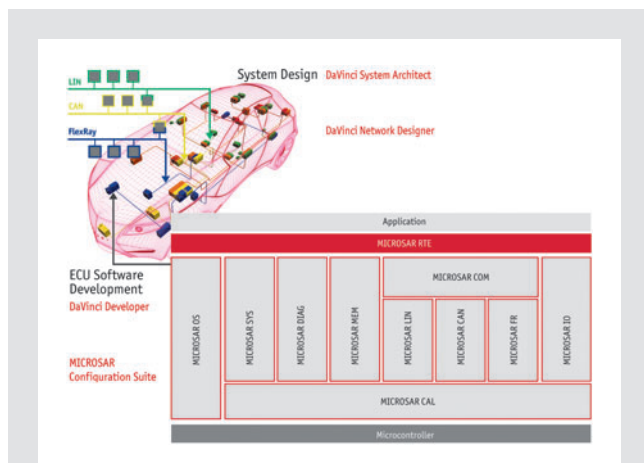 System Design DaVinci System Architect
LIN
CAN
DaVinci Network Designer
FlexRay
Application
MICROSAR RTE
ECU Software
Development
DaVinci Developer
MICROSAR
Configuration Suite
MICROSAR OS
MICROSAR SYS
MICROSAR DIAG
MICROSAR MEM
MICROSAR COM
MICROSAR LIN
MICROSAR CAN
MICROSAR FR
MICROSAR IO
MICROSAR CAL
Microcontroller